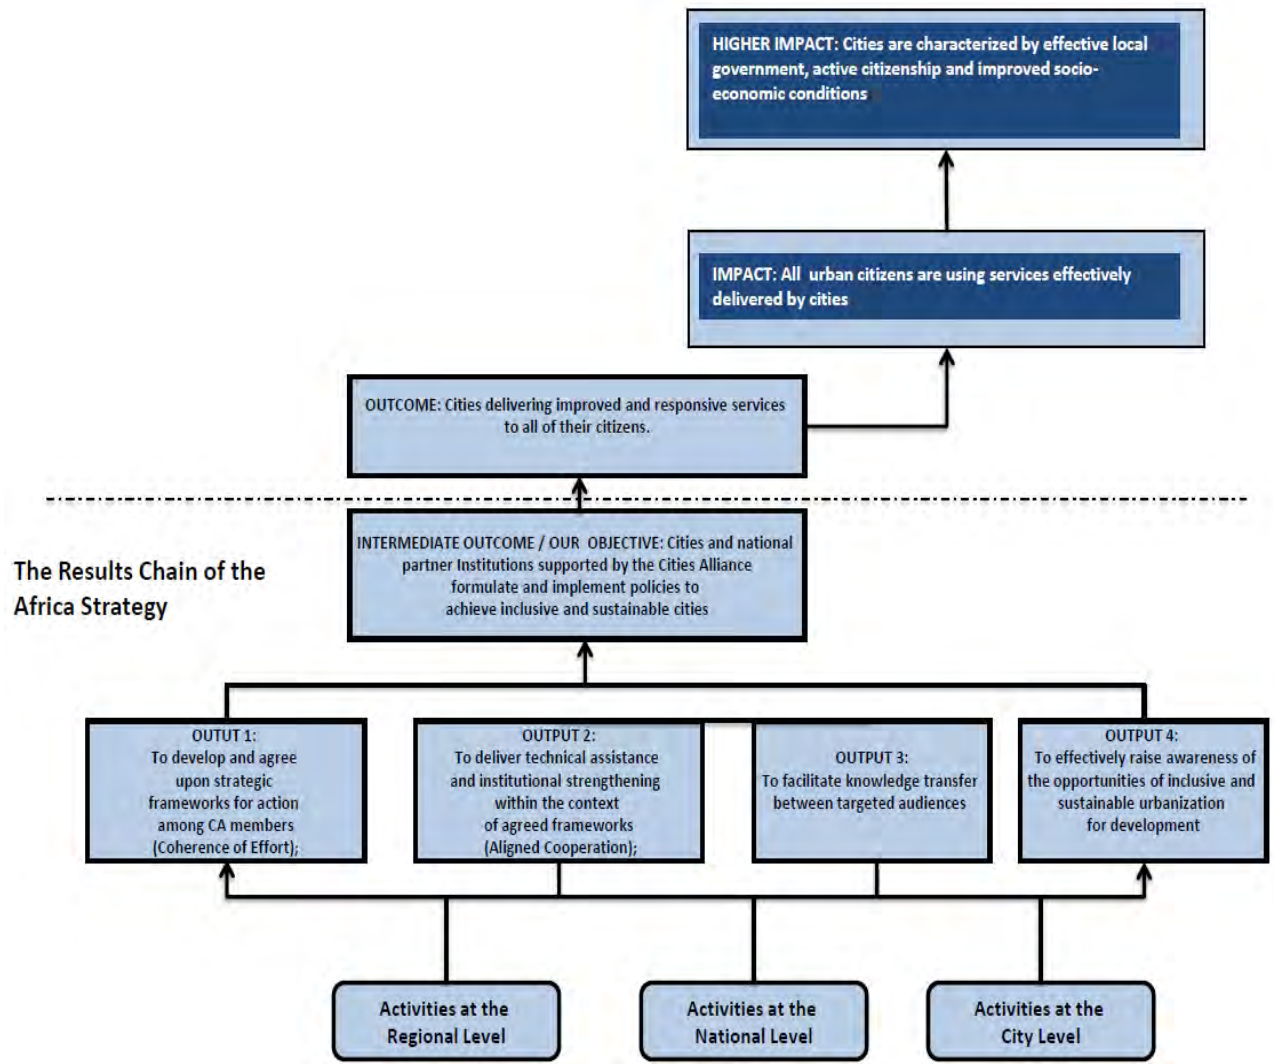 HIGHER IMPACT: Cities are characterized by effective local
government, active citizenship and improved socio-
economic conditions
IMPACT: All urban citizens are using services effectively
delivered by cities
OUTCOME: Cities delivering improved and responsive services
to all of their citizens.
INTERMEDIATE OUTCOME / OUR OBJECTIVE: Cities and national
partner Institutions supported by the Cities Alliance
formulate and implement policies to
achieve inclusive and sustainable cities
The Results Chain of the
Africa Strategy
OUTUT 1:
To develop and agree
upon strategic
frameworks for action
among CA members
(Coherence of Effort);
OUTPUT 2:
To deliver technical assistance
and institutional strengthening
within the context
of agreed frameworks
(Aligned Cooperation);
OUTPUT 3:
To facilitate knowledge transfer
between targeted audiences
OUTPUT 4:
To effectively raise awareness of
the opportunities of inclusive and
sustainable urbanization
for development
Activities at the
Regional Level
Activities at the
National Level
Activities at the
City Level